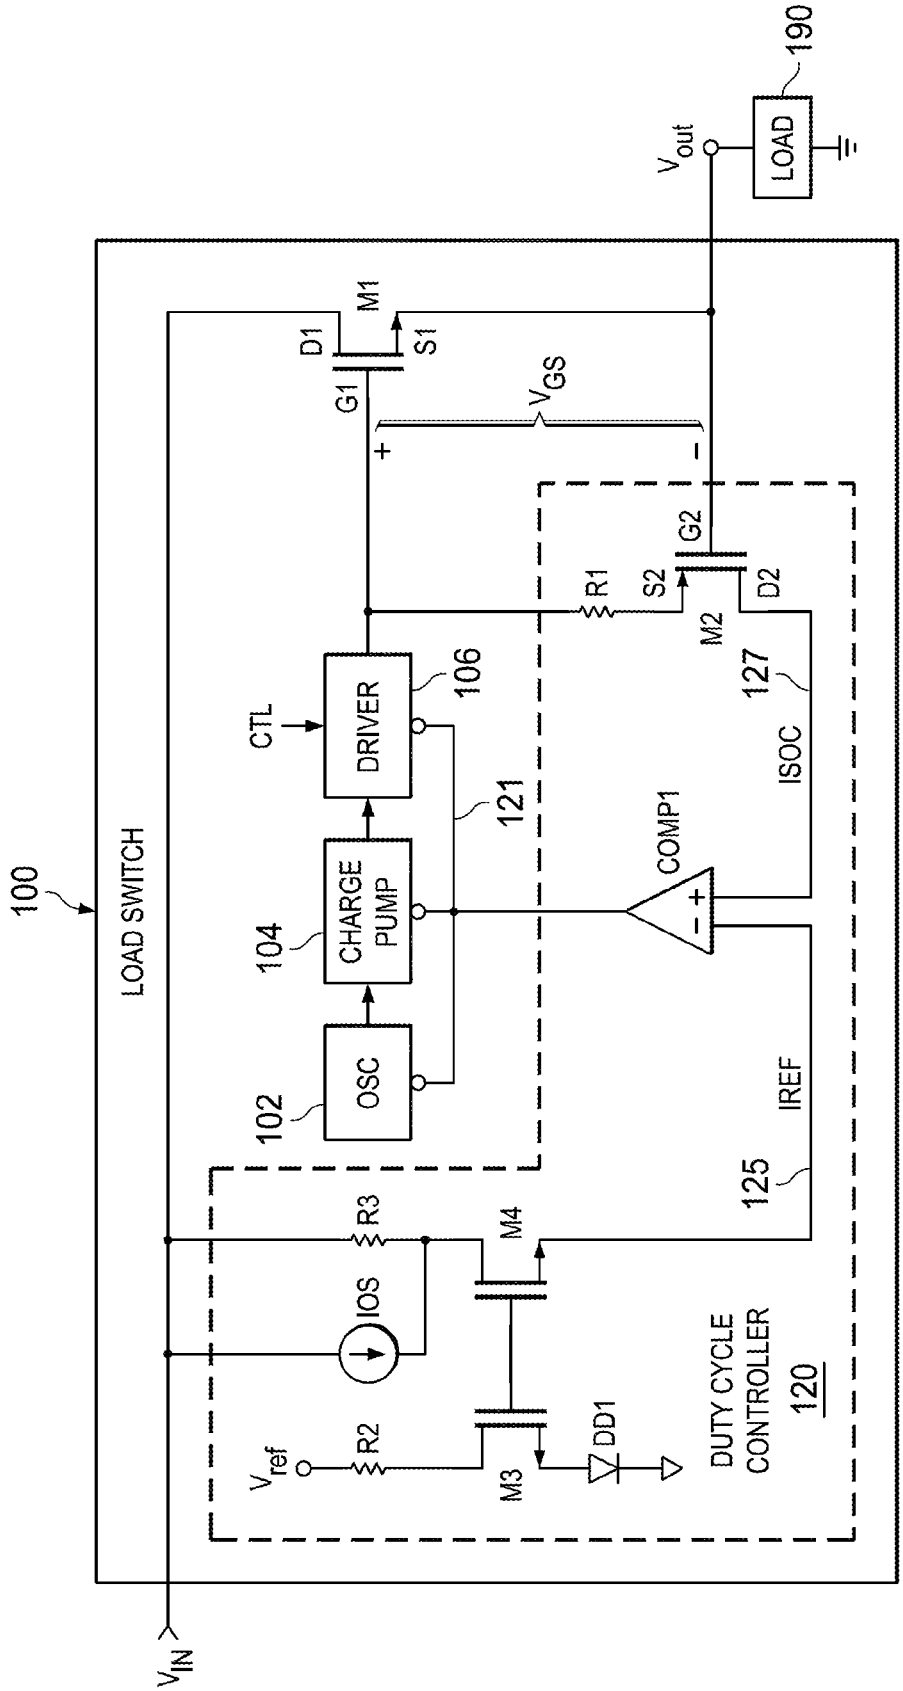 100
LOAD SWITCH
V_IN
V_ref
R2
M3
DD1
IOS
R3
M4
102
OSC
104
CHARGE
PUMP
CTL
DRIVER
106
121
G1
D1
M1
S1
+
V_GS
−
R1
S2
G2
M2
D2
V_out
190
LOAD
COMP1
−
+
125
IREF
ISOC
127
DUTY CYCLE
CONTROLLER
120